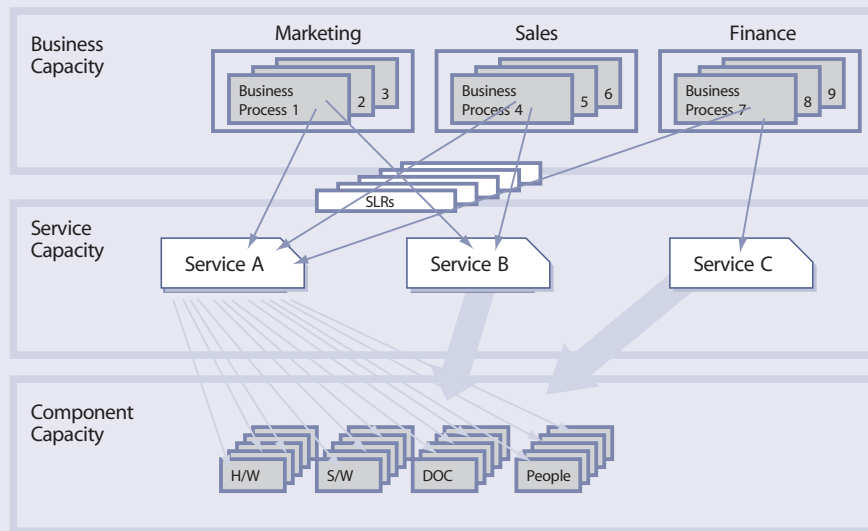 Business
Capacity
Marketing
Sales
Finance
Business
Process 1
2
3
Business
Process 4
5
6
Business
Process 7
8
9
SLRs
Service
Capacity
Service A
Service B
Service C
Component
Capacity
H/W
S/W
DOC
People